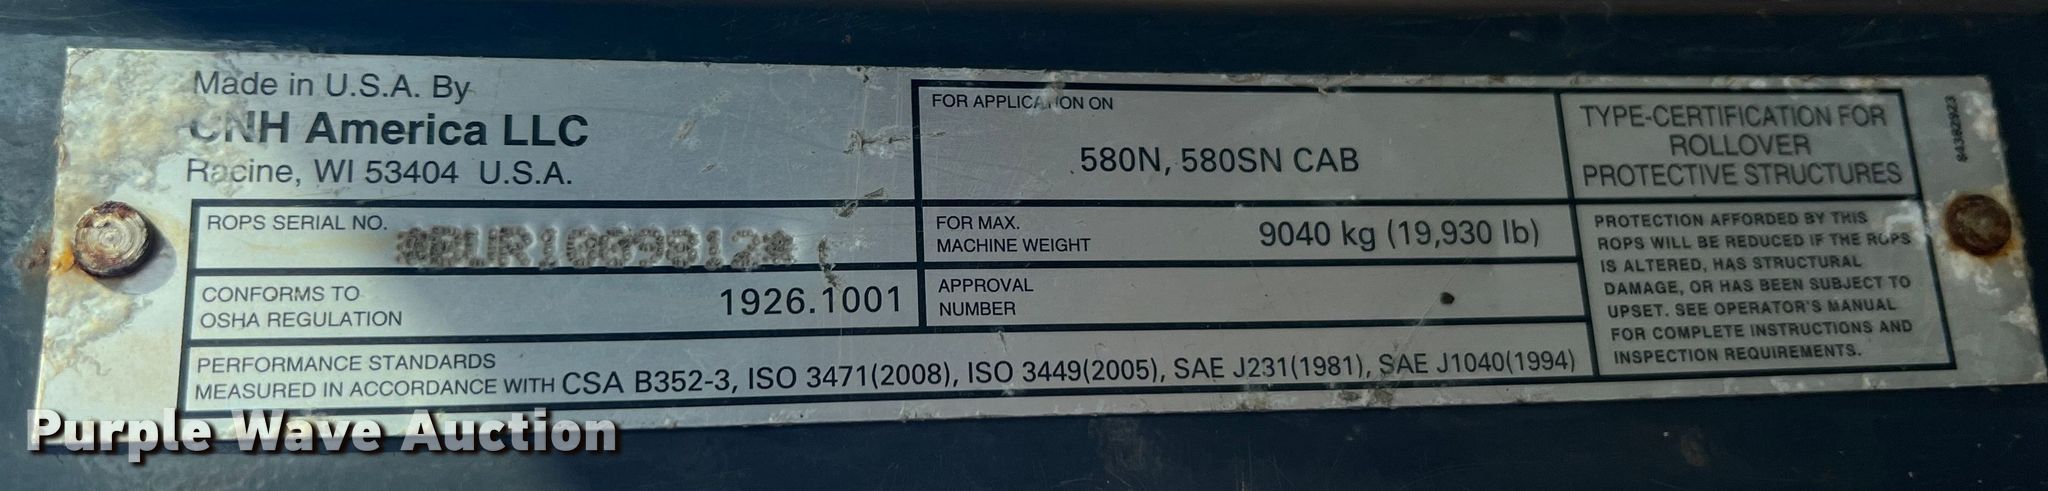 Made in U.S.A. By
CNH America LLC
Racine, WI 53404 U.S.A.
FOR APPLICATION ON
580N, 580SN CAB
TYPE-CERTIFICATION FOR
ROLLOVER
PROTECTIVE STRUCTURES
ROPS SERIAL NO.
FOR MAX.
MACHINE WEIGHT
9040 kg (19,930 lb)
CONFORMS TO
OSHA REGULATION
1926.1001
APPROVAL
NUMBER
PERFORMANCE STANDARDS
MEASURED IN ACCORDANCE WITH CSA B352-3, ISO 3471(2008), ISO 3449(2005), SAE J231(1981), SAE J1040(1994)
PROTECTION AFFORDED BY THIS
ROPS WILL BE REDUCED IF THE ROPS
IS ALTERED, HAS STRUCTURAL
DAMAGE, OR HAS BEEN SUBJECT TO
UPSET. SEE OPERATOR'S MANUAL
FOR COMPLETE INSTRUCTIONS AND
INSPECTION REQUIREMENTS.
Purple Wave Auction